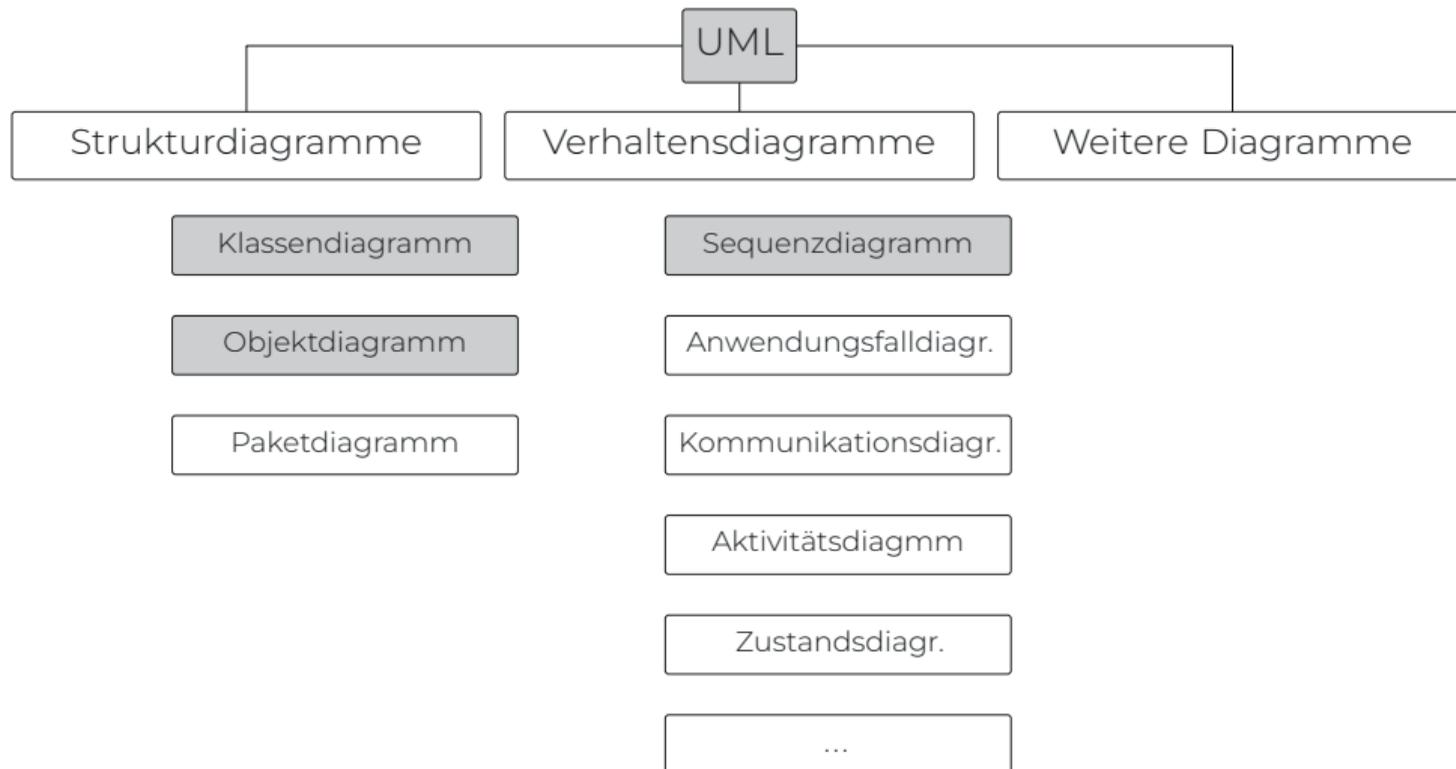 UML
Strukturdiagramme
Verhaltensdiagramme
Weitere Diagramme
Klassendiagramm
Sequenzdiagramm
Objektdiagramm
Anwendungsfalldiagr.
Paketdiagramm
Kommunikationsdiagr.
Aktivitätsdiagmm
Zustandsdiagr.
...